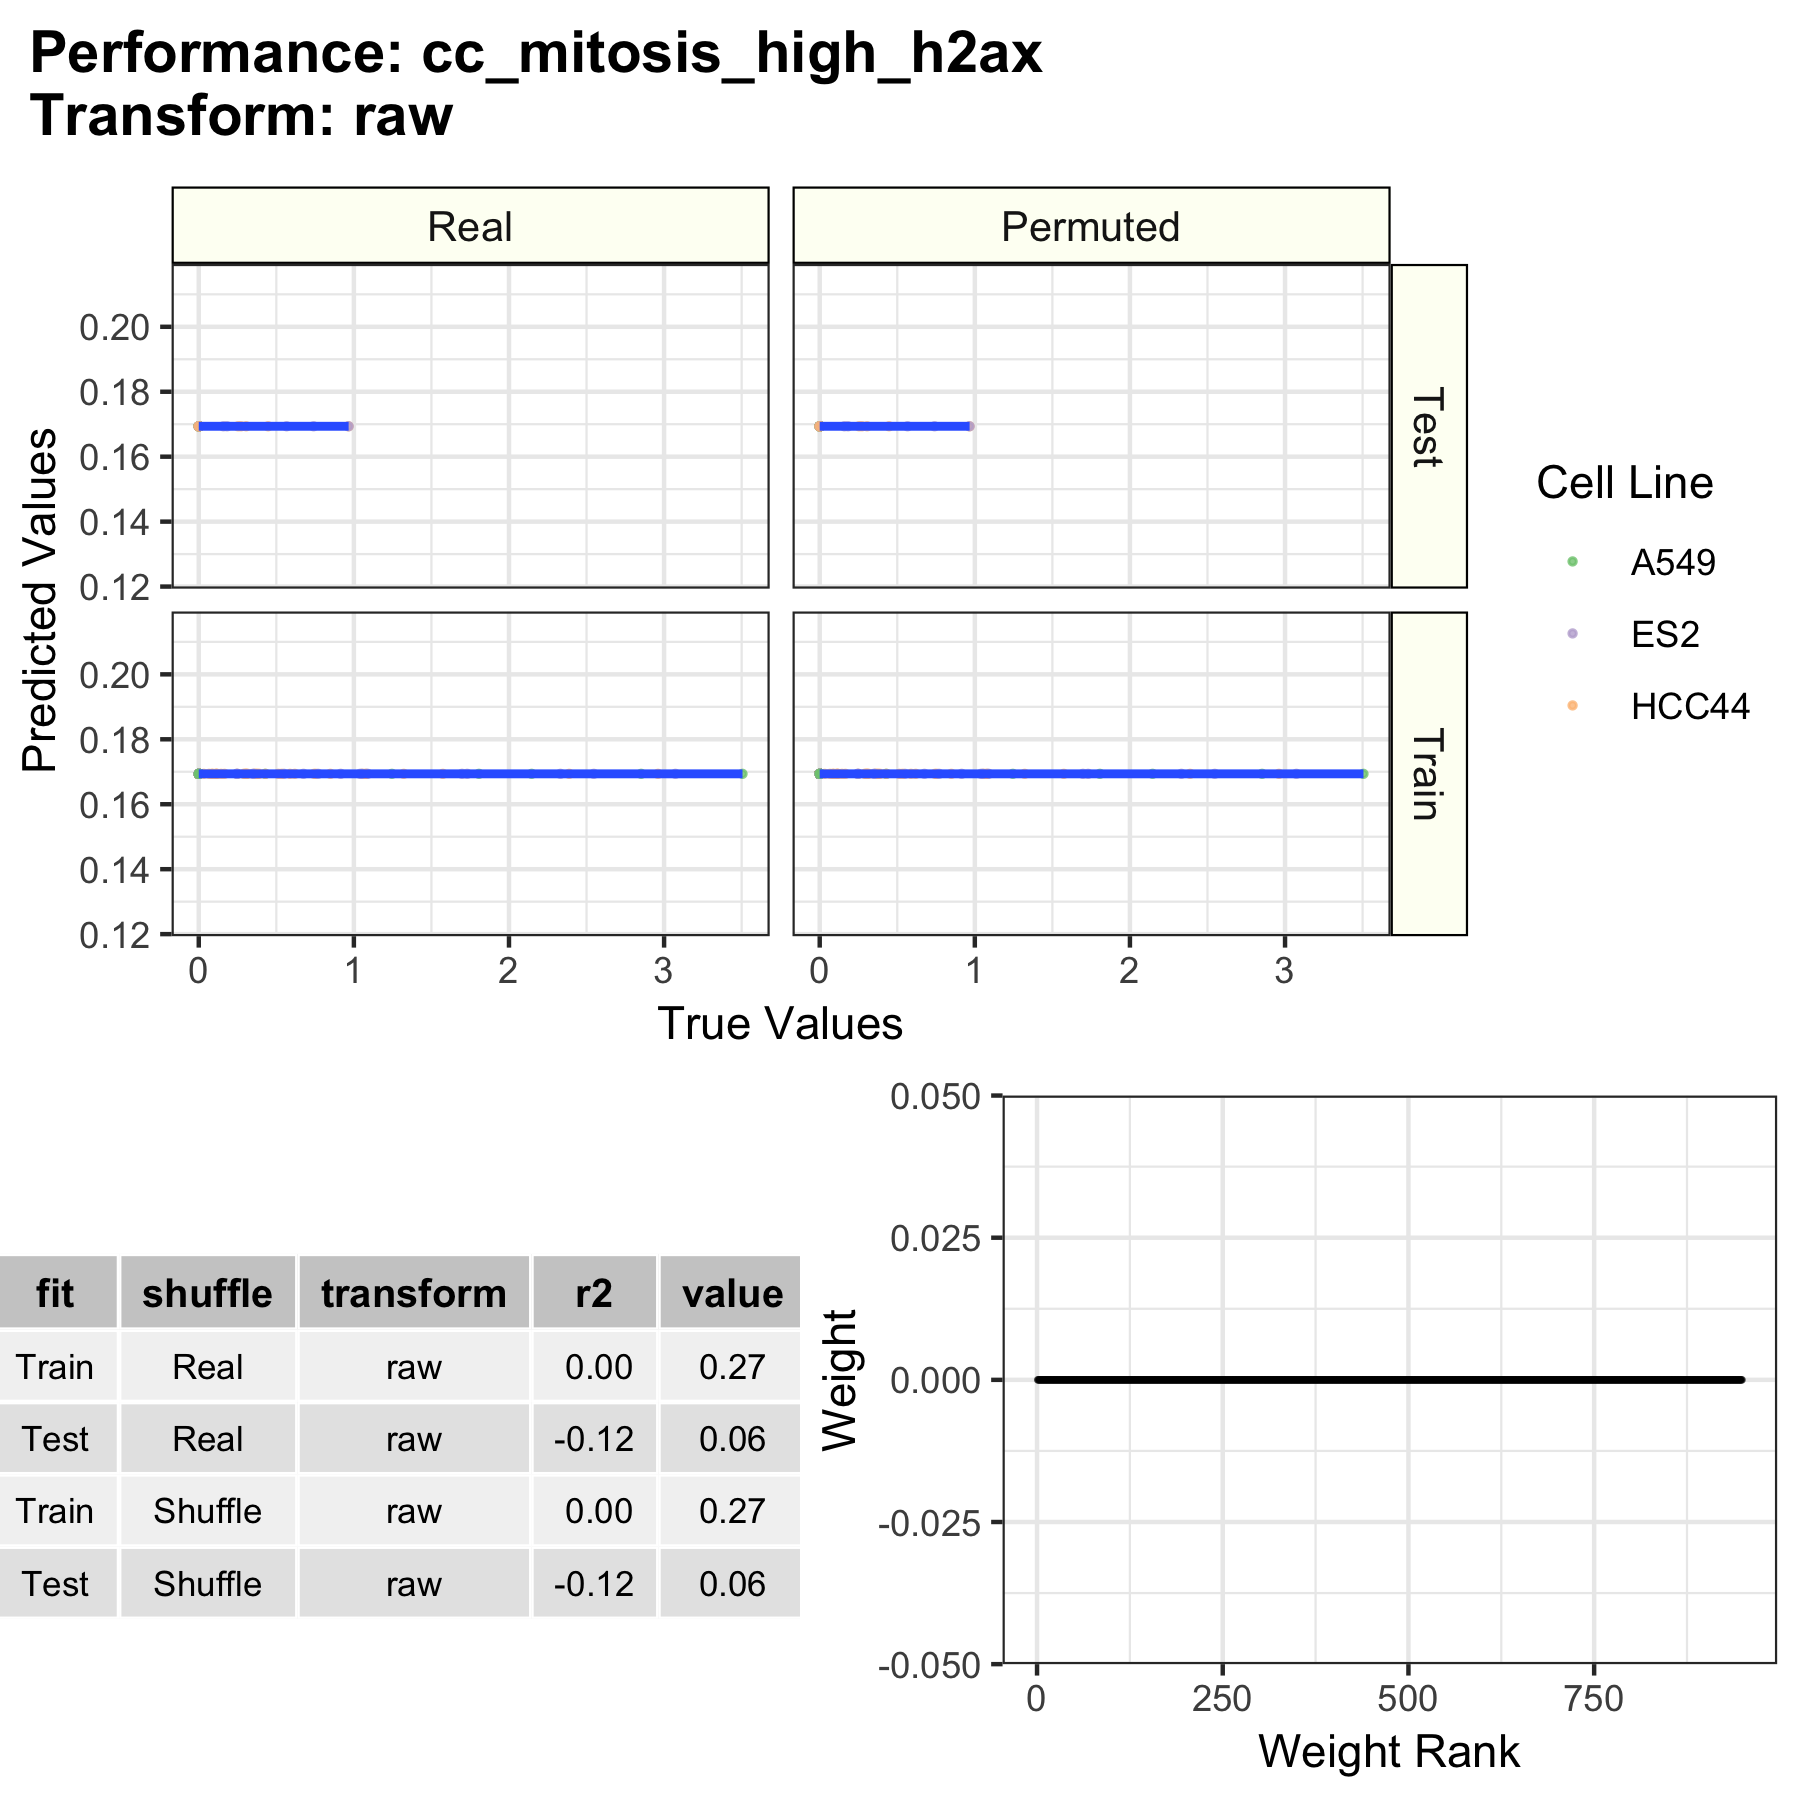 Performance: cc_mitosis_high_h2ax
Transform: raw
Real
Permuted
Predicted Values
0.20
0.18
0.16
0.14
0.12
Test
0.20
0.18
0.16
0.14
0.12
Train
0 1 2 3
0 1 2 3
True Values
Cell Line
A549
ES2
HCC44
fit shuffle transform r2 value
Train Real raw 0.00 0.27
Test Real raw -0.12 0.06
Train Shuffle raw 0.00 0.27
Test Shuffle raw -0.12 0.06
Weight
0.050
0.025
0.000
-0.025
-0.050
0 250 500 750
Weight Rank